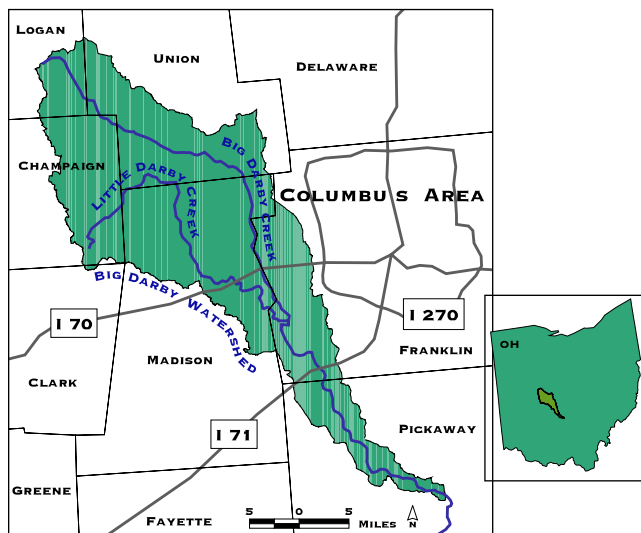 Logan
Union
Delaware
Champaign
Little Darby Creek
Big Darby Creek
Columbus Area
Big Darby Watershed
I 70
I 270
Madison
Franklin
OH
Clark
I 71
Pickaway
Greene
Fayette
5 0 5
Miles
N